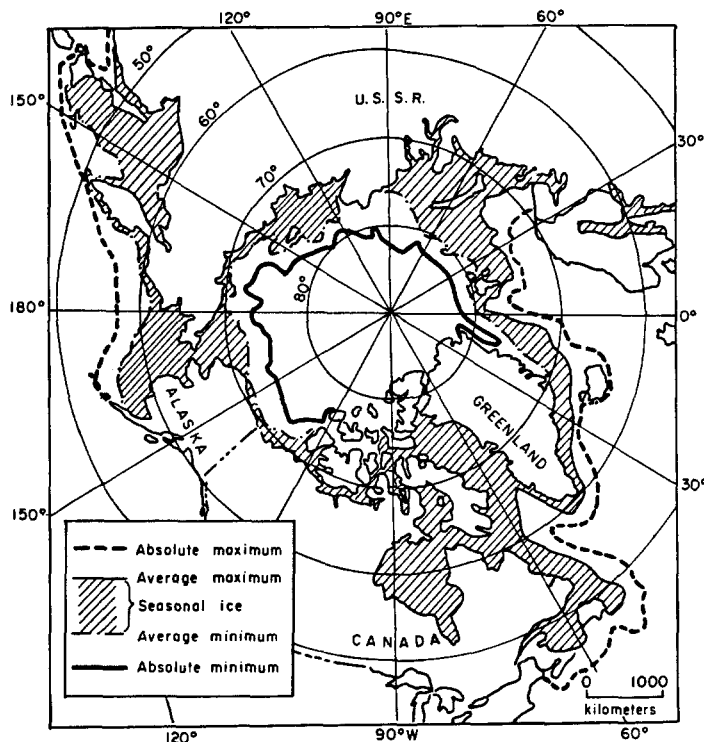 120°
90°E
60°
50°
150°
60°
U. S. S. R.
30°
70°
80°
180°
0°
ALASKA
GREENLAND
150°
30°
Absolute maximum
Average maximum
Seasonal ice
Average minimum
Absolute minimum
CANADA
0 1000
kilometers
120°
90°W
60°